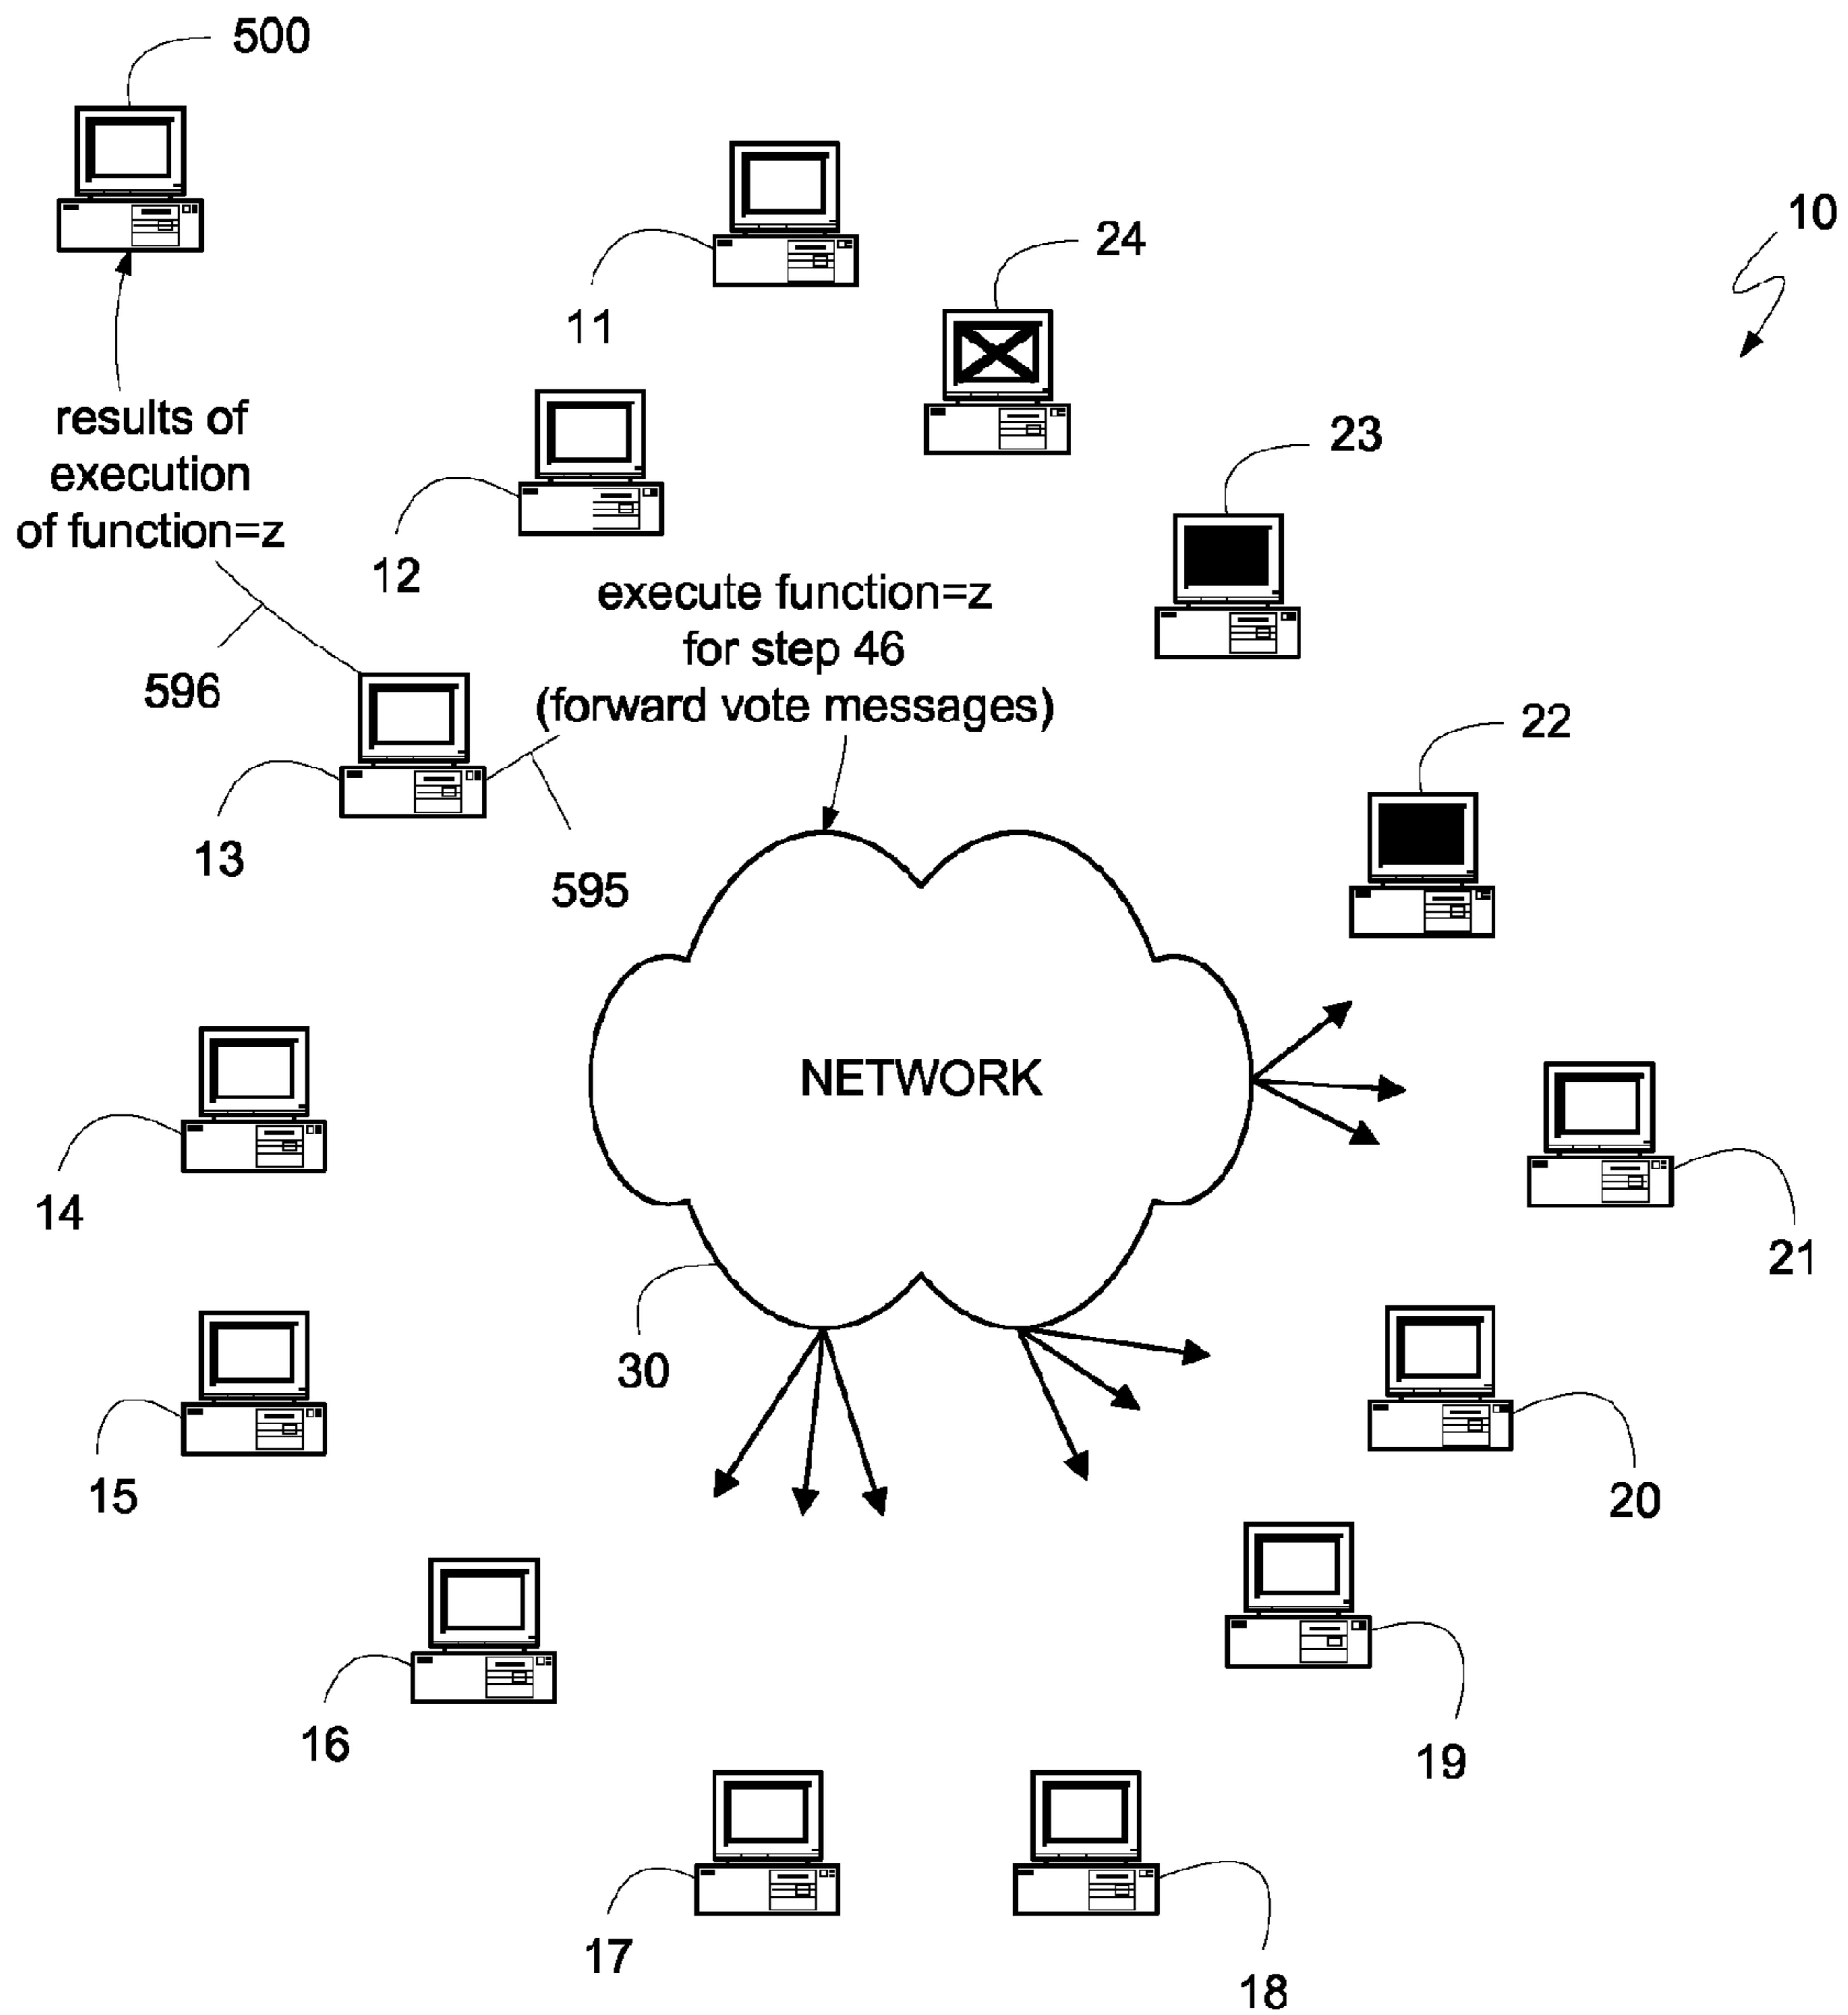 500
10
11
24
results of
execution
of function=z
23
12
execute function=z
for step 46
(forward vote messages)
596
22
13
595
NETWORK
14
21
30
15
20
16
19
17
18